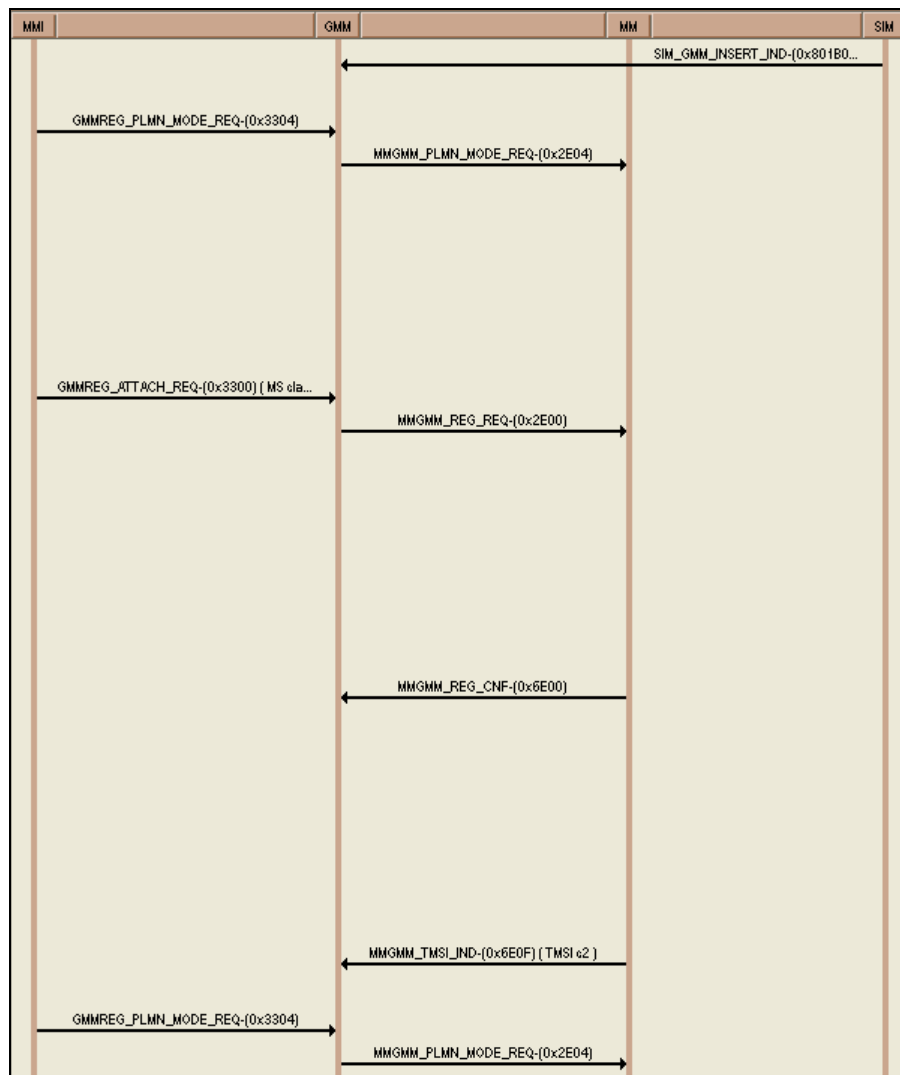 MMI GMM MM SIM
SIM_GMM_INSERT_IND-(0x801B0...
GMMREG_PLMN_MODE_REQ-(0x3304)
MMGMM_PLMN_MODE_REQ-(0x2E04)
GMMREG_ATTACH_REQ-(0x3300) ( MS cla...
MMGMM_REG_REQ-(0x2E00)
MMGMM_REG_CNF-(0x6E00)
MMGMM_TMSI_IND-(0x6E0F) ( TMSI c2 )
GMMREG_PLMN_MODE_REQ-(0x3304)
MMGMM_PLMN_MODE_REQ-(0x2E04)